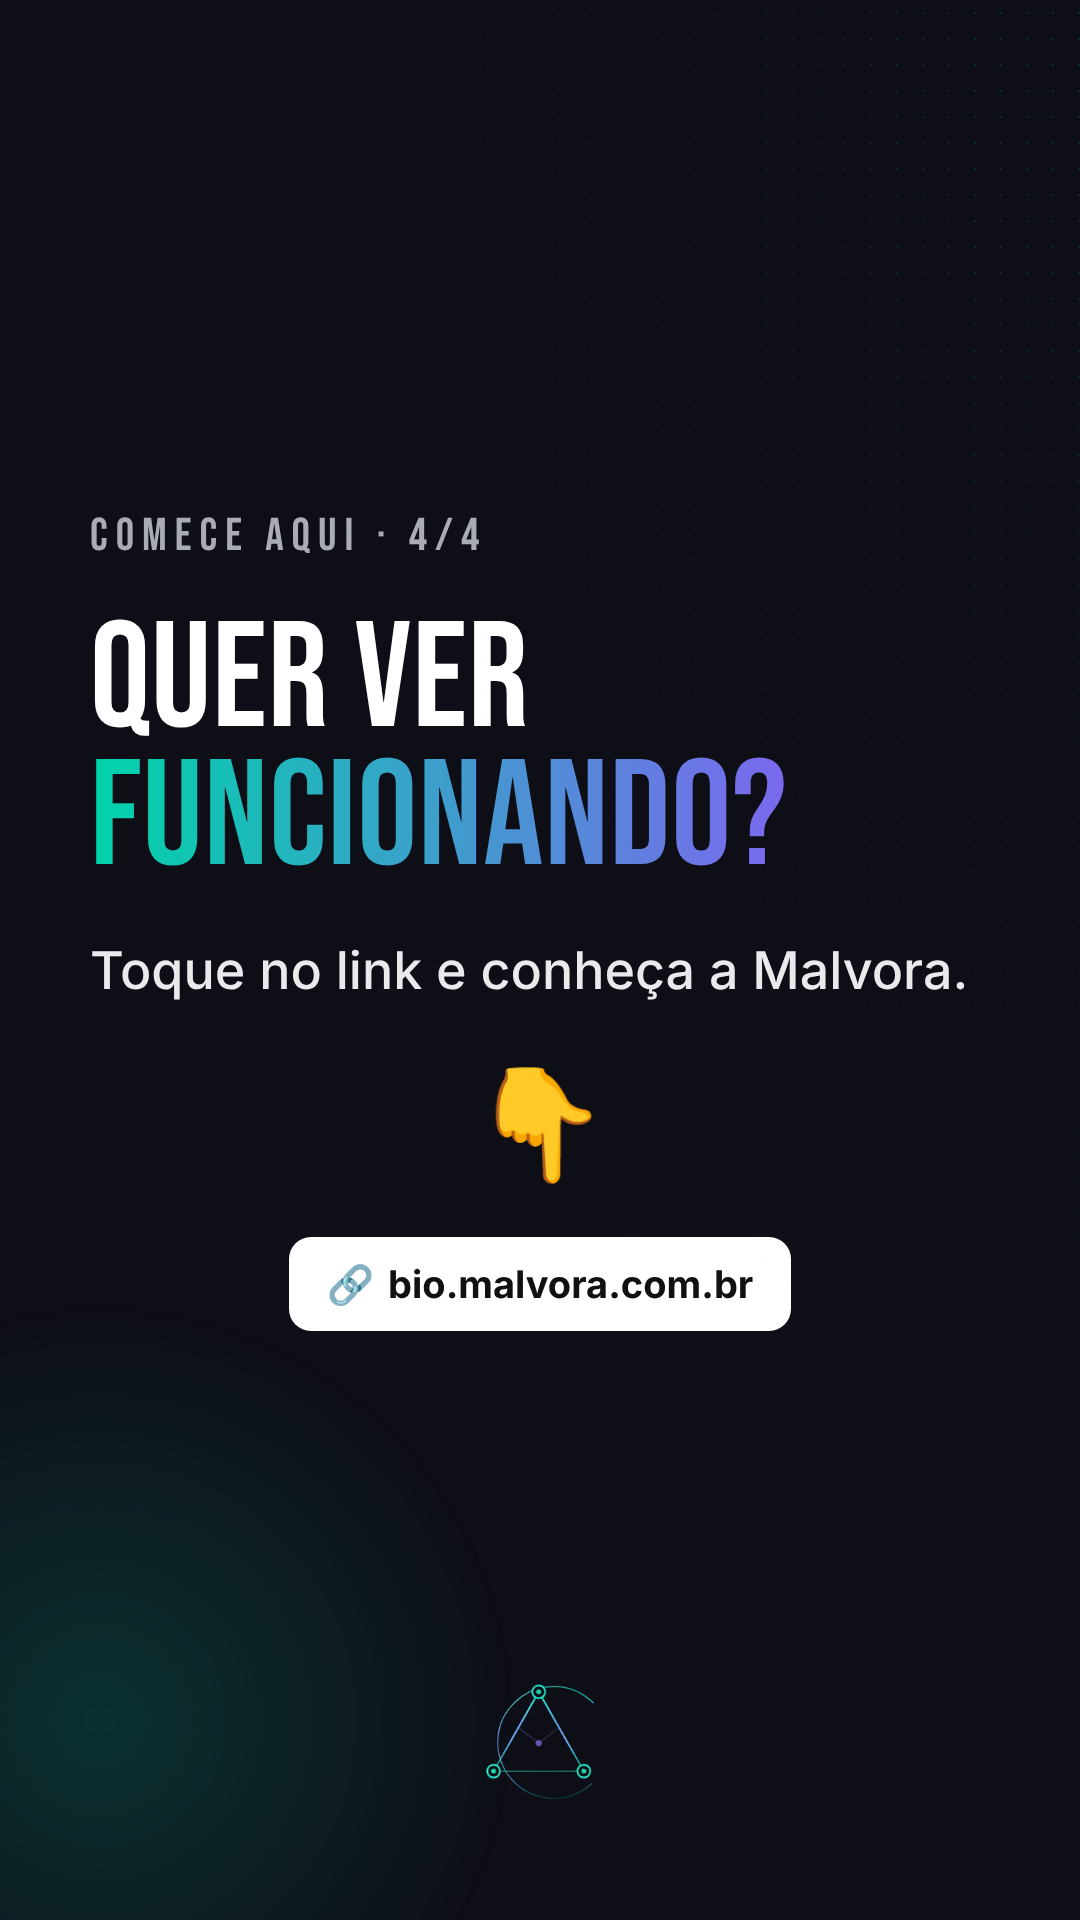 COMECE AQUI · 4/4
QUER VER
FUNCIONANDO?
Toque no link e conheça a Malvora.
bio.malvora.com.br